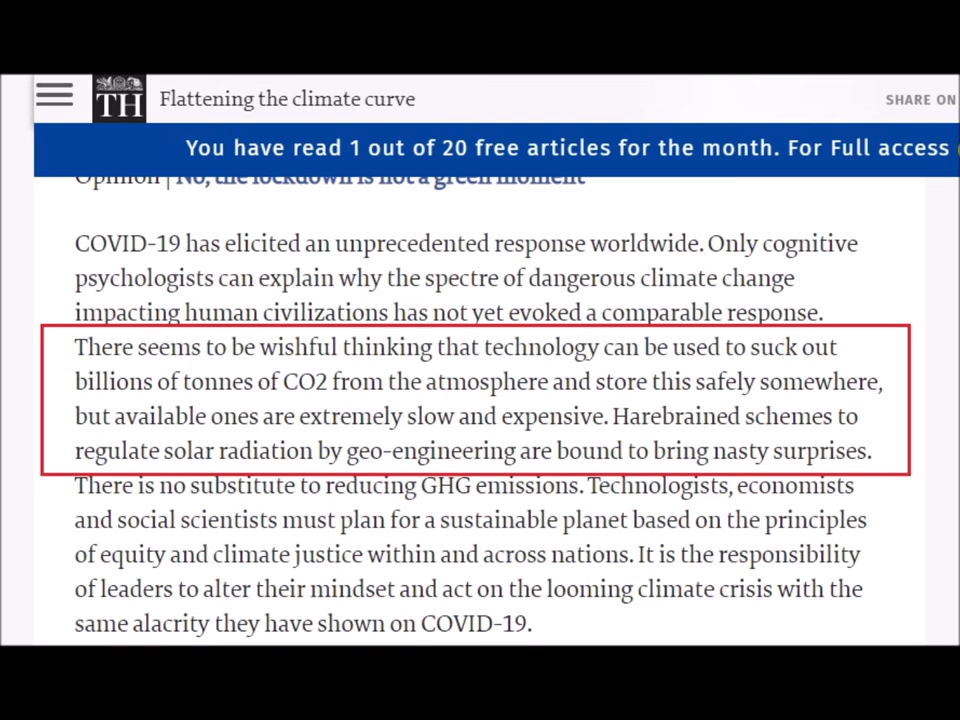 TH Flattening the climate curve SHARE ON
You have read 1 out of 20 free articles for the month. For Full access
Opinion | No, the lockdown is not a green moment
COVID-19 has elicited an unprecedented response worldwide. Only cognitive
psychologists can explain why the spectre of dangerous climate change
impacting human civilizations has not yet evoked a comparable response.
There seems to be wishful thinking that technology can be used to suck out
billions of tonnes of CO2 from the atmosphere and store this safely somewhere,
but available ones are extremely slow and expensive. Harebrained schemes to
regulate solar radiation by geo-engineering are bound to bring nasty surprises.
There is no substitute to reducing GHG emissions. Technologists, economists
and social scientists must plan for a sustainable planet based on the principles
of equity and climate justice within and across nations. It is the responsibility
of leaders to alter their mindset and act on the looming climate crisis with the
same alacrity they have shown on COVID-19.